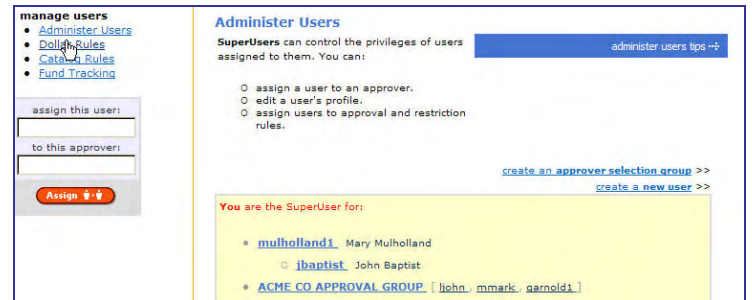 manage users
Administer Users
Dollar Rules
Catalog Rules
Fund Tracking
assign this user:
to this approver:
Assign
Administer Users
SuperUsers can control the privileges of users
assigned to them. You can:
administer users tips
assign a user to an approver.
edit a user's profile.
assign users to approval and restriction
rules.
create an approver selection group >>
create a new user >>
You are the SuperUser for:
mulholland1 Mary Mulholland
jbaptist John Baptist
ACME CO APPROVAL GROUP [ ljohn , mmark , garnold1 ]